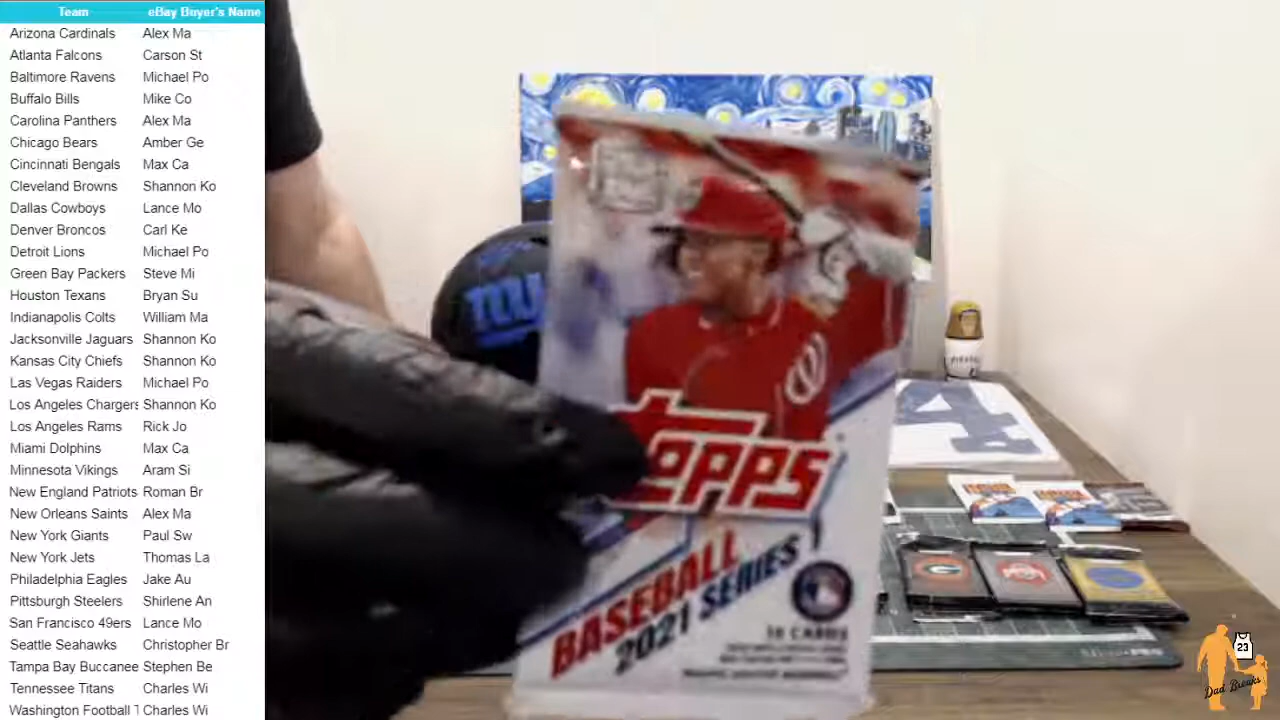 Team eBay Buyer's Name
Arizona Cardinals Alex Ma
Atlanta Falcons Carson St
Baltimore Ravens Michael Po
Buffalo Bills Mike Co
Carolina Panthers Alex Ma
Chicago Bears Amber Ge
Cincinnati Bengals Max Ca
Cleveland Browns Shannon Ko
Dallas Cowboys Lance Mo
Denver Broncos Carl Ke
Detroit Lions Michael Po
Green Bay Packers Steve Mi
Houston Texans Bryan Su
Indianapolis Colts William Ma
Jacksonville Jaguars Shannon Ko
Kansas City Chiefs Shannon Ko
Las Vegas Raiders Michael Po
Los Angeles Chargers Shannon Ko
Los Angeles Rams Rick Jo
Miami Dolphins Max Ca
Minnesota Vikings Aram Si
New England Patriots Roman Br
New Orleans Saints Alex Ma
New York Giants Paul Sw
New York Jets Thomas La
Philadelphia Eagles Jake Au
Pittsburgh Steelers Shirlene An
San Francisco 49ers Lance Mo
Seattle Seahawks Christopher Br
Tampa Bay Buccanee Stephen Be
Tennessee Titans Charles Wi
Washington Football T Charles Wi
TOPPS
BASEBALL
2021 SERIES 1
CARDS
23
Dad Breaks